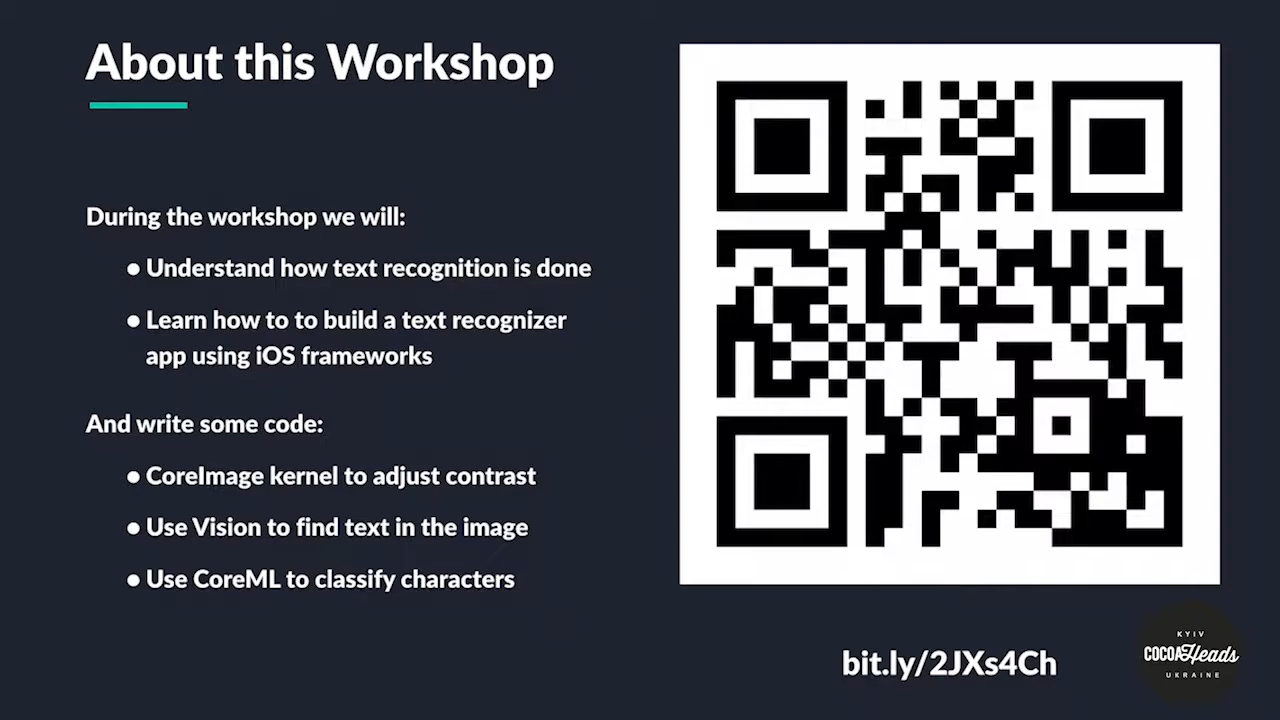 About this Workshop
During the workshop we will:
● Understand how text recognition is done
● Learn how to to build a text recognizer
app using iOS frameworks
And write some code:
● CoreImage kernel to adjust contrast
● Use Vision to find text in the image
● Use CoreML to classify characters
bit.ly/2JXs4Ch
KYIV
COCOAHeads
UKRAINE